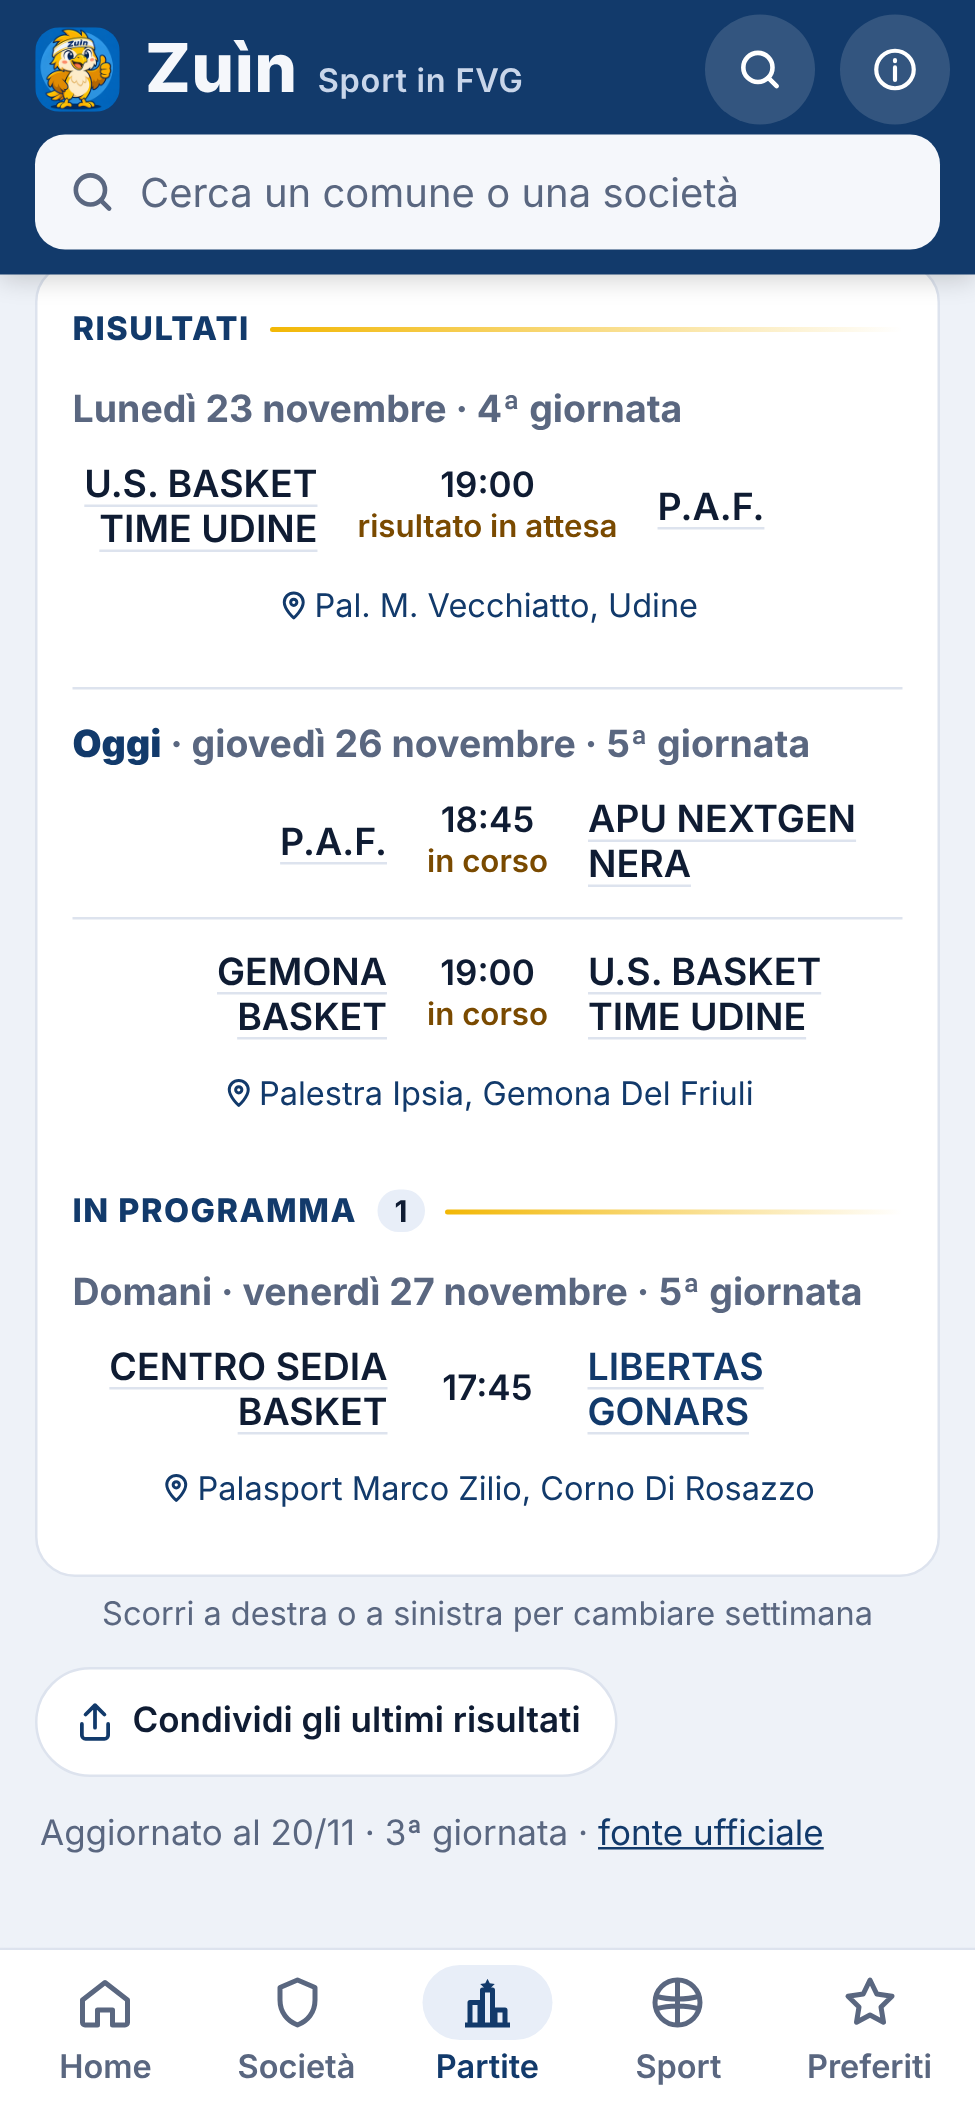 Zuìn
Zuìn Sport in FVG
Cerca un comune o una società
RISULTATI
Lunedì 23 novembre · 4ª giornata
U.S. BASKET
TIME UDINE
19:00
risultato in attesa
P.A.F.
Pal. M. Vecchiatto, Udine
Oggi · giovedì 26 novembre · 5ª giornata
P.A.F.
18:45
in corso
APU NEXTGEN
NERA
GEMONA
BASKET
19:00
in corso
U.S. BASKET
TIME UDINE
Palestra Ipsia, Gemona Del Friuli
IN PROGRAMMA 1
Domani · venerdì 27 novembre · 5ª giornata
CENTRO SEDIA
BASKET
17:45
LIBERTAS
GONARS
Palasport Marco Zilio, Corno Di Rosazzo
Scorri a destra o a sinistra per cambiare settimana
Condividi gli ultimi risultati
Aggiornato al 20/11 · 3ª giornata · fonte ufficiale
Home Società Partite Sport Preferiti